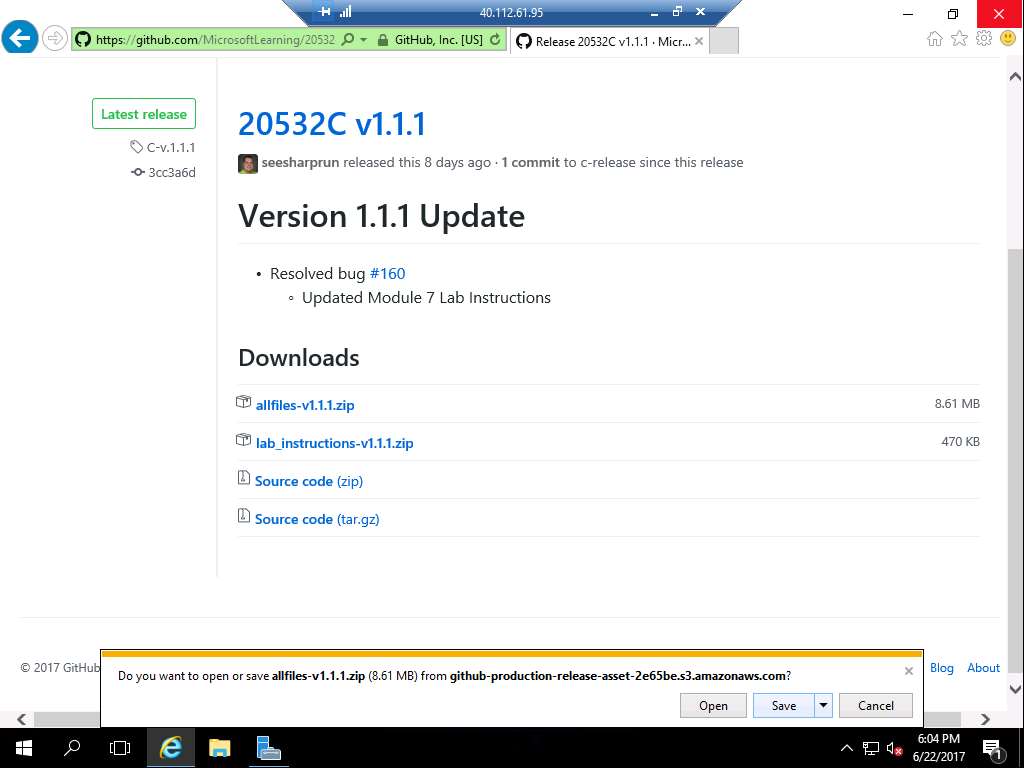 40.112.61.95
https://github.com/MicrosoftLearning/20532
GitHub, Inc. [US]
Release 20532C v1.1.1 · Micr...
Latest release
C-v.1.1.1
3cc3a6d
20532C v1.1.1
seesharprun released this 8 days ago · 1 commit to c-release since this release
Version 1.1.1 Update
• Resolved bug #160
◦ Updated Module 7 Lab Instructions
Downloads
allfiles-v1.1.1.zip 8.61 MB
lab_instructions-v1.1.1.zip 470 KB
Source code (zip)
Source code (tar.gz)
© 2017 GitHub
Blog About
Do you want to open or save allfiles-v1.1.1.zip (8.61 MB) from github-production-release-asset-2e65be.s3.amazonaws.com?
Open Save Cancel
6:04 PM
6/22/2017
1